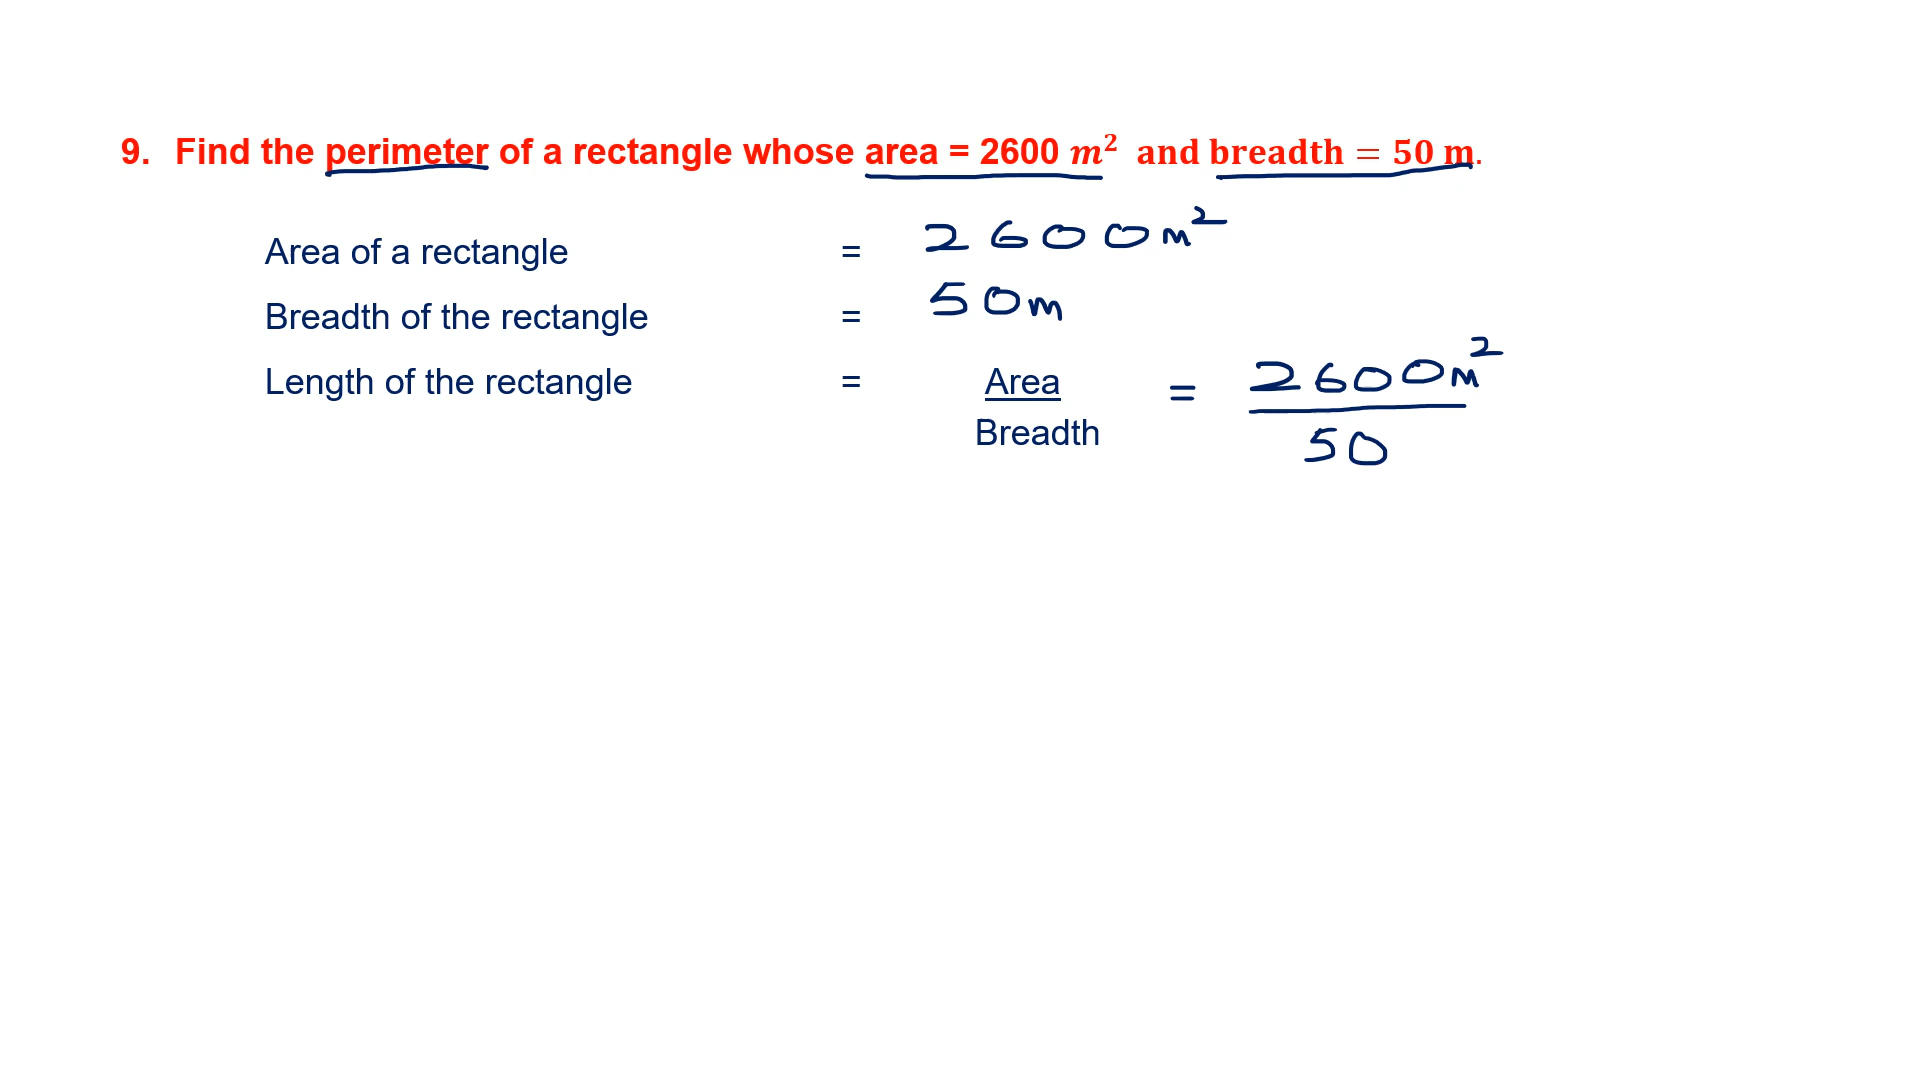 9. Find the perimeter of a rectangle whose area = 2600 m² and breadth = 50 m.
Area of a rectangle = 2600m²
Breadth of the rectangle = 50m
Length of the rectangle = Area = 2600m²
Breadth 50